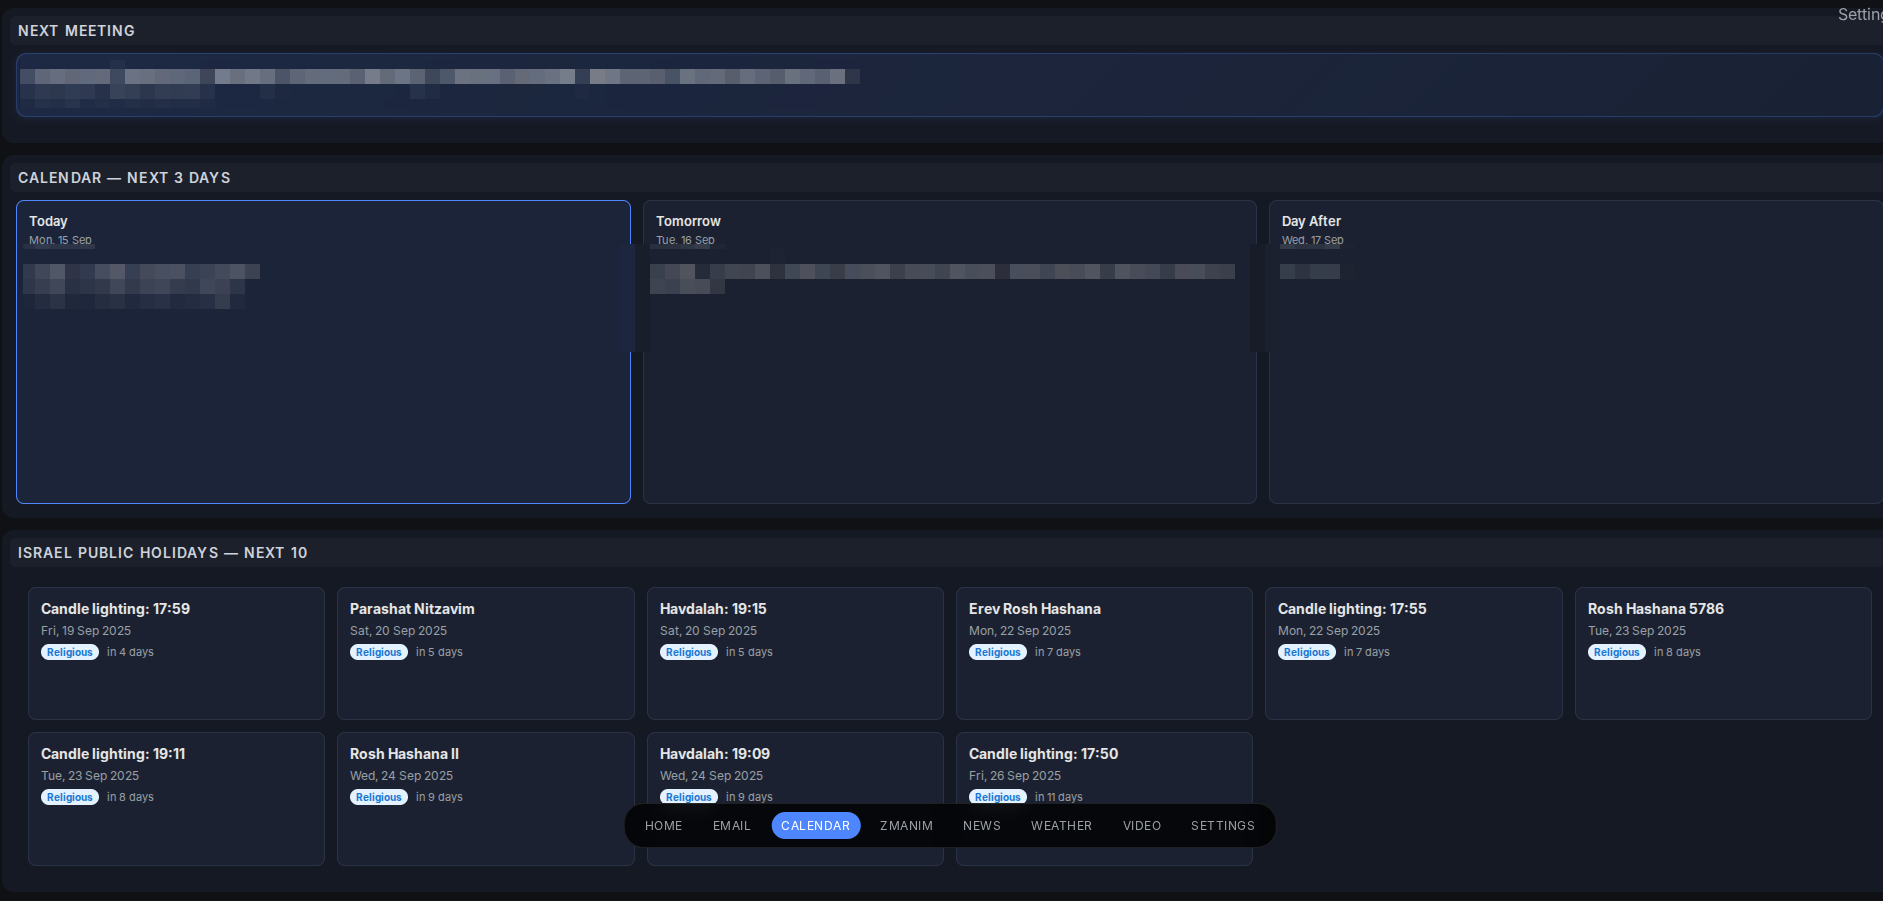 Setting
NEXT MEETING
CALENDAR — NEXT 3 DAYS
Today
Mon, 15 Sep
Tomorrow
Tue, 16 Sep
Day After
Wed, 17 Sep
ISRAEL PUBLIC HOLIDAYS — NEXT 10
Candle lighting: 17:59
Fri, 19 Sep 2025
Religious in 4 days
Parashat Nitzavim
Sat, 20 Sep 2025
Religious in 5 days
Havdalah: 19:15
Sat, 20 Sep 2025
Religious in 5 days
Erev Rosh Hashana
Mon, 22 Sep 2025
Religious in 7 days
Candle lighting: 17:55
Mon, 22 Sep 2025
Religious in 7 days
Rosh Hashana 5786
Tue, 23 Sep 2025
Religious in 8 days
Candle lighting: 19:11
Tue, 23 Sep 2025
Religious in 8 days
Rosh Hashana II
Wed, 24 Sep 2025
Religious in 9 days
Havdalah: 19:09
Wed, 24 Sep 2025
Religious in 9 days
Candle lighting: 17:50
Fri, 26 Sep 2025
Religious in 11 days
HOME EMAIL CALENDAR ZMANIM NEWS WEATHER VIDEO SETTINGS